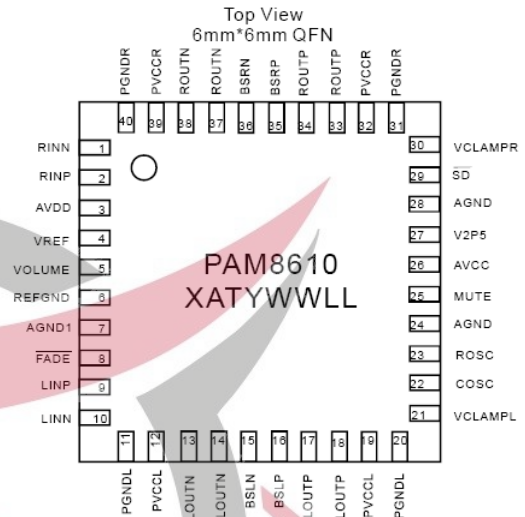 Top View
6mm*6mm QFN
PGNDR
PVCCR
ROUTN
ROUTN
BSRN
BSRP
ROUTP
ROUTP
PVCCR
PGNDR
40
39
38
37
36
35
34
33
32
31
RINN 1
RINP 2
AVDD 3
VREF 4
VOLUME 5
REFGND 6
AGND1 7
FADE 8
LINP 9
LINN 10
30 VCLAMPR
29 SD
28 AGND
27 V2P5
26 AVCC
25 MUTE
24 AGND
23 ROSC
22 COSC
21 VCLAMPL
PAM8610
XATYWWLL
11
12
13
14
15
16
17
18
19
20
PGNDL
PVCCL
LOUTN
LOUTN
BSLN
BSLP
LOUTP
LOUTP
PVCCL
PGNDL